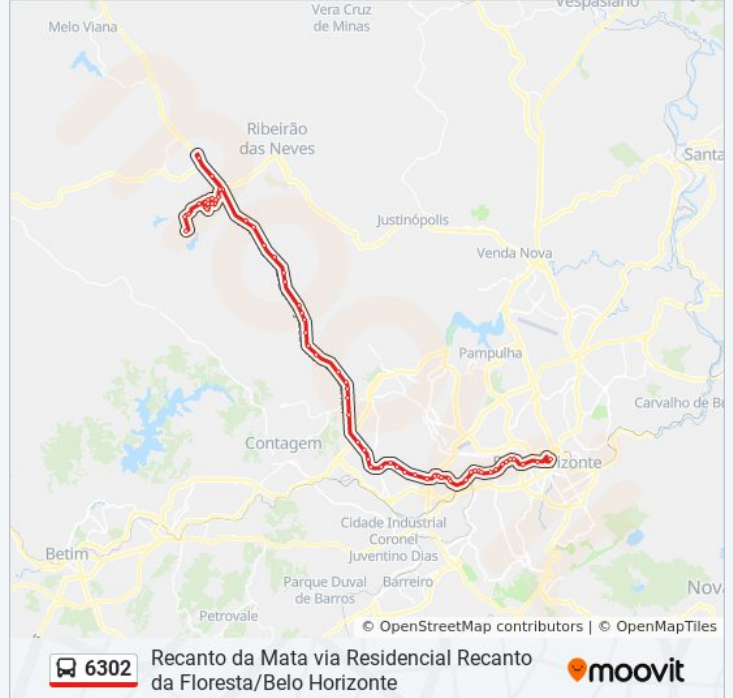 Melo Viana
Vera Cruz
de Minas
Vespasiano
Ribeirão
das Neves
Santa
Justinópolis
Venda Nova
Pampulha
Carvalho de Br
Contagem
Cidade Industrial
Coronel
Juventino Dias
Betim
Parque Duval
de Barros
Barreiro
Nov
Petrovale
© OpenStreetMap contributors | © OpenMapTiles
6302
Recanto da Mata via Residencial Recanto
da Floresta/Belo Horizonte
moovit